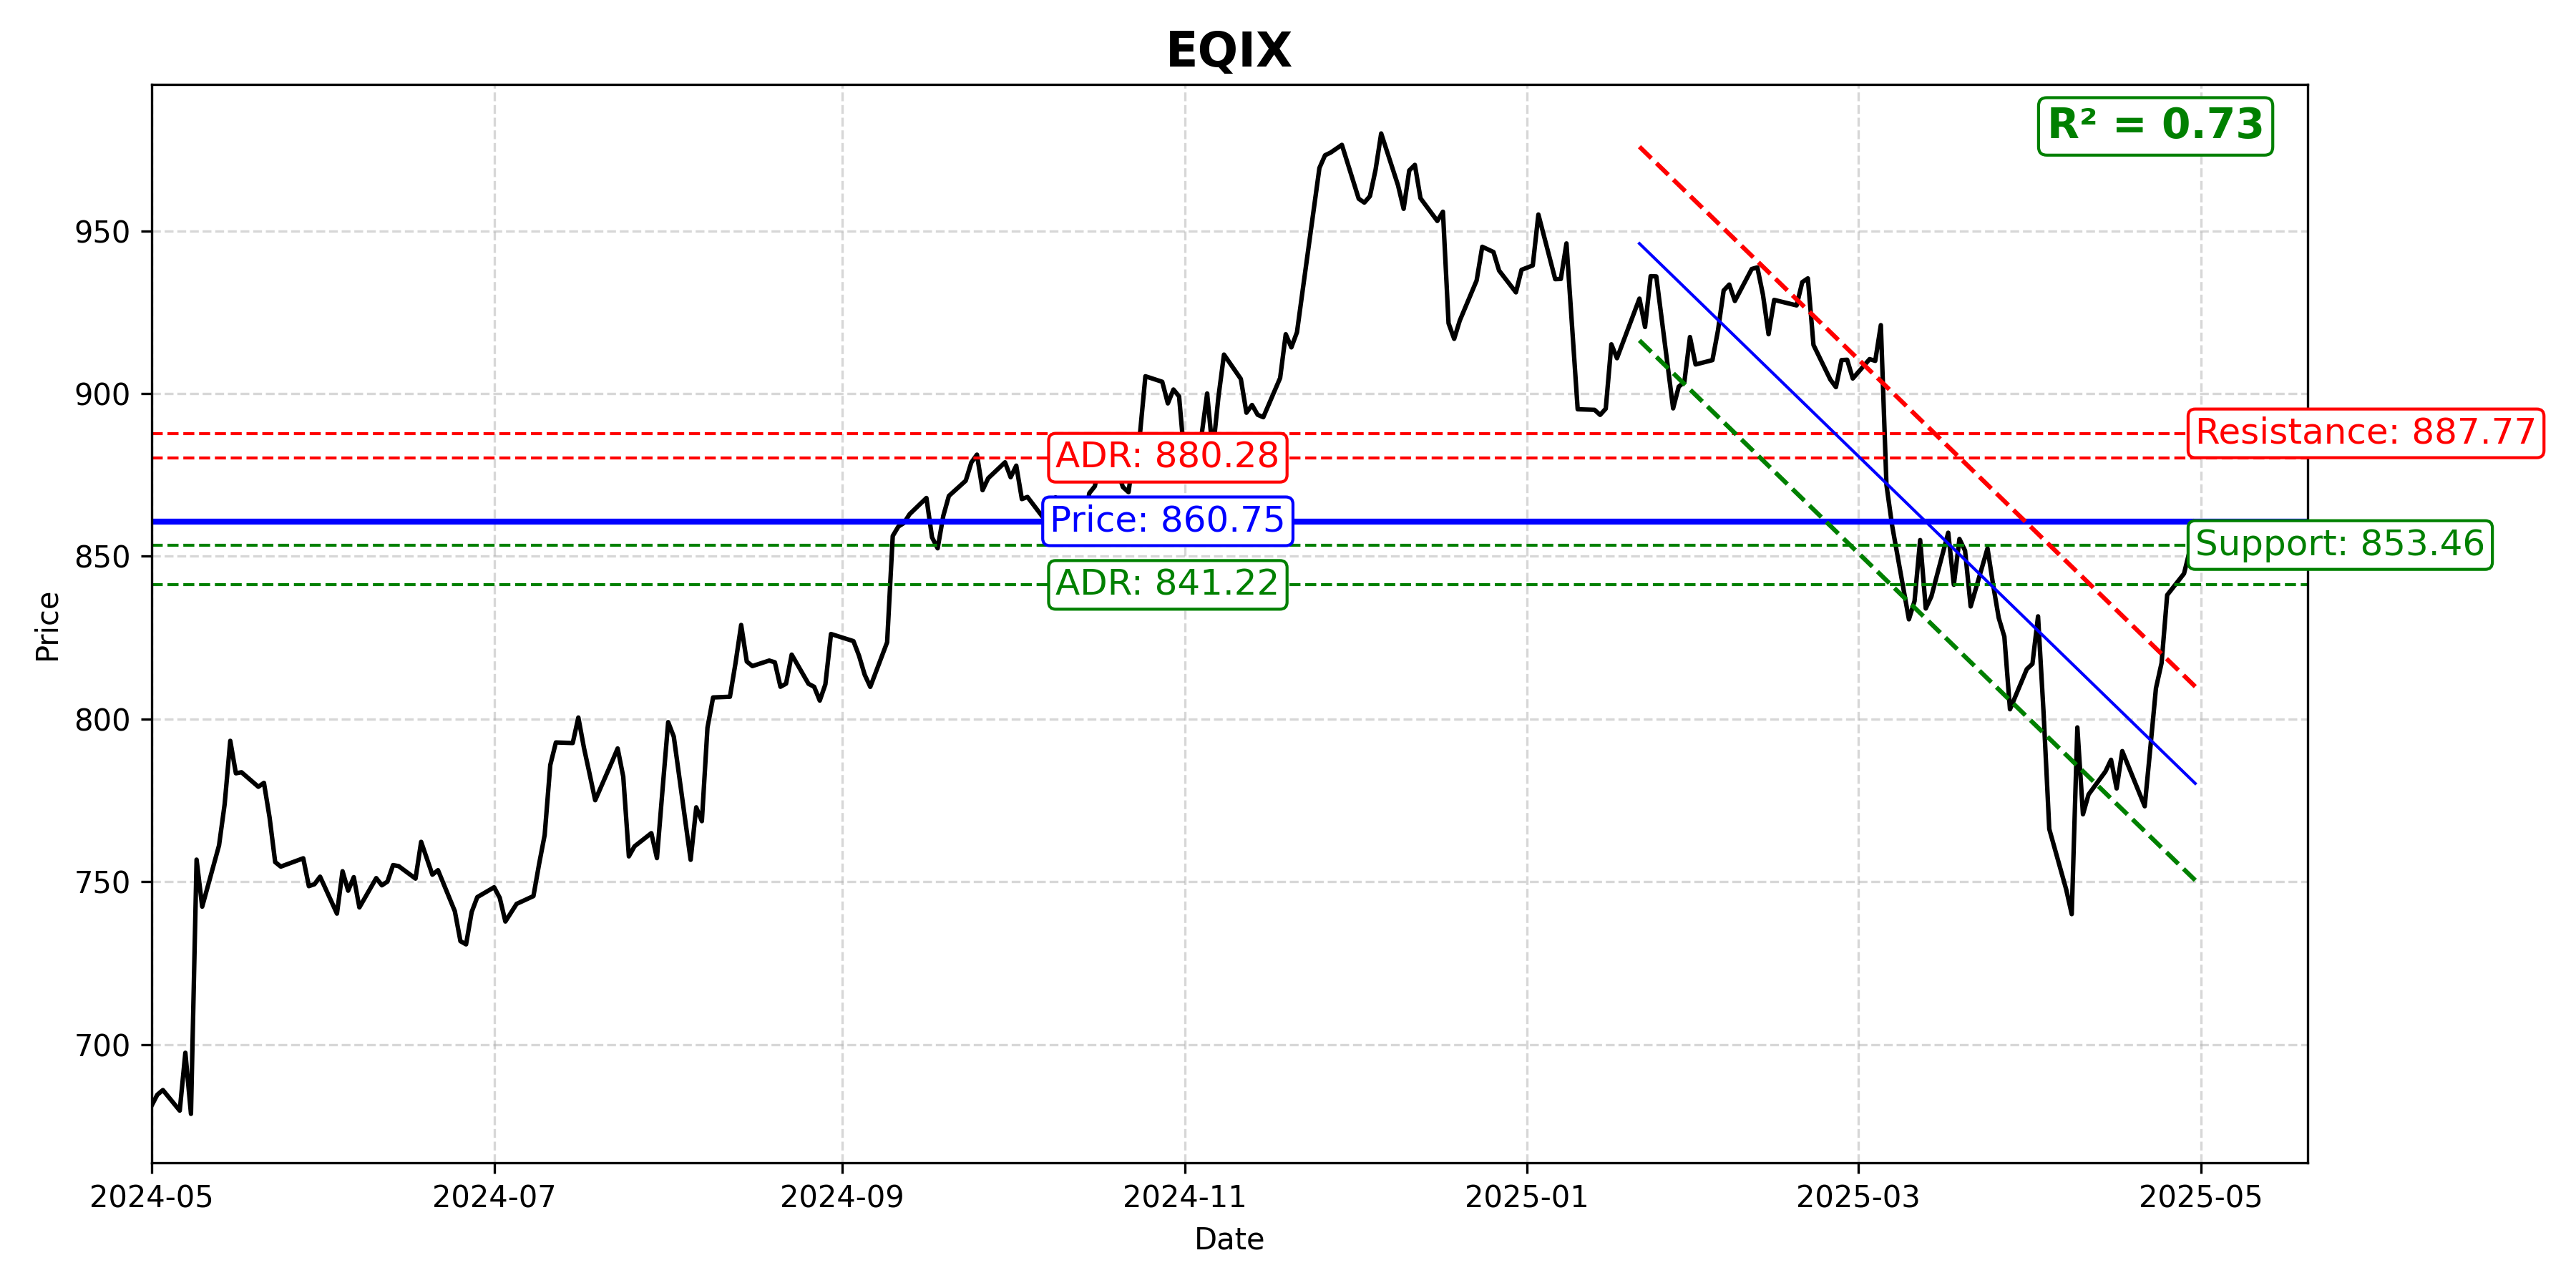 EQIX
R² = 0.73
950
900
850
800
750
700
Price
Resistance: 887.77
ADR: 880.28
Price: 860.75
Support: 853.46
ADR: 841.22
2024-05
2024-07
2024-09
2024-11
2025-01
2025-03
2025-05
Date